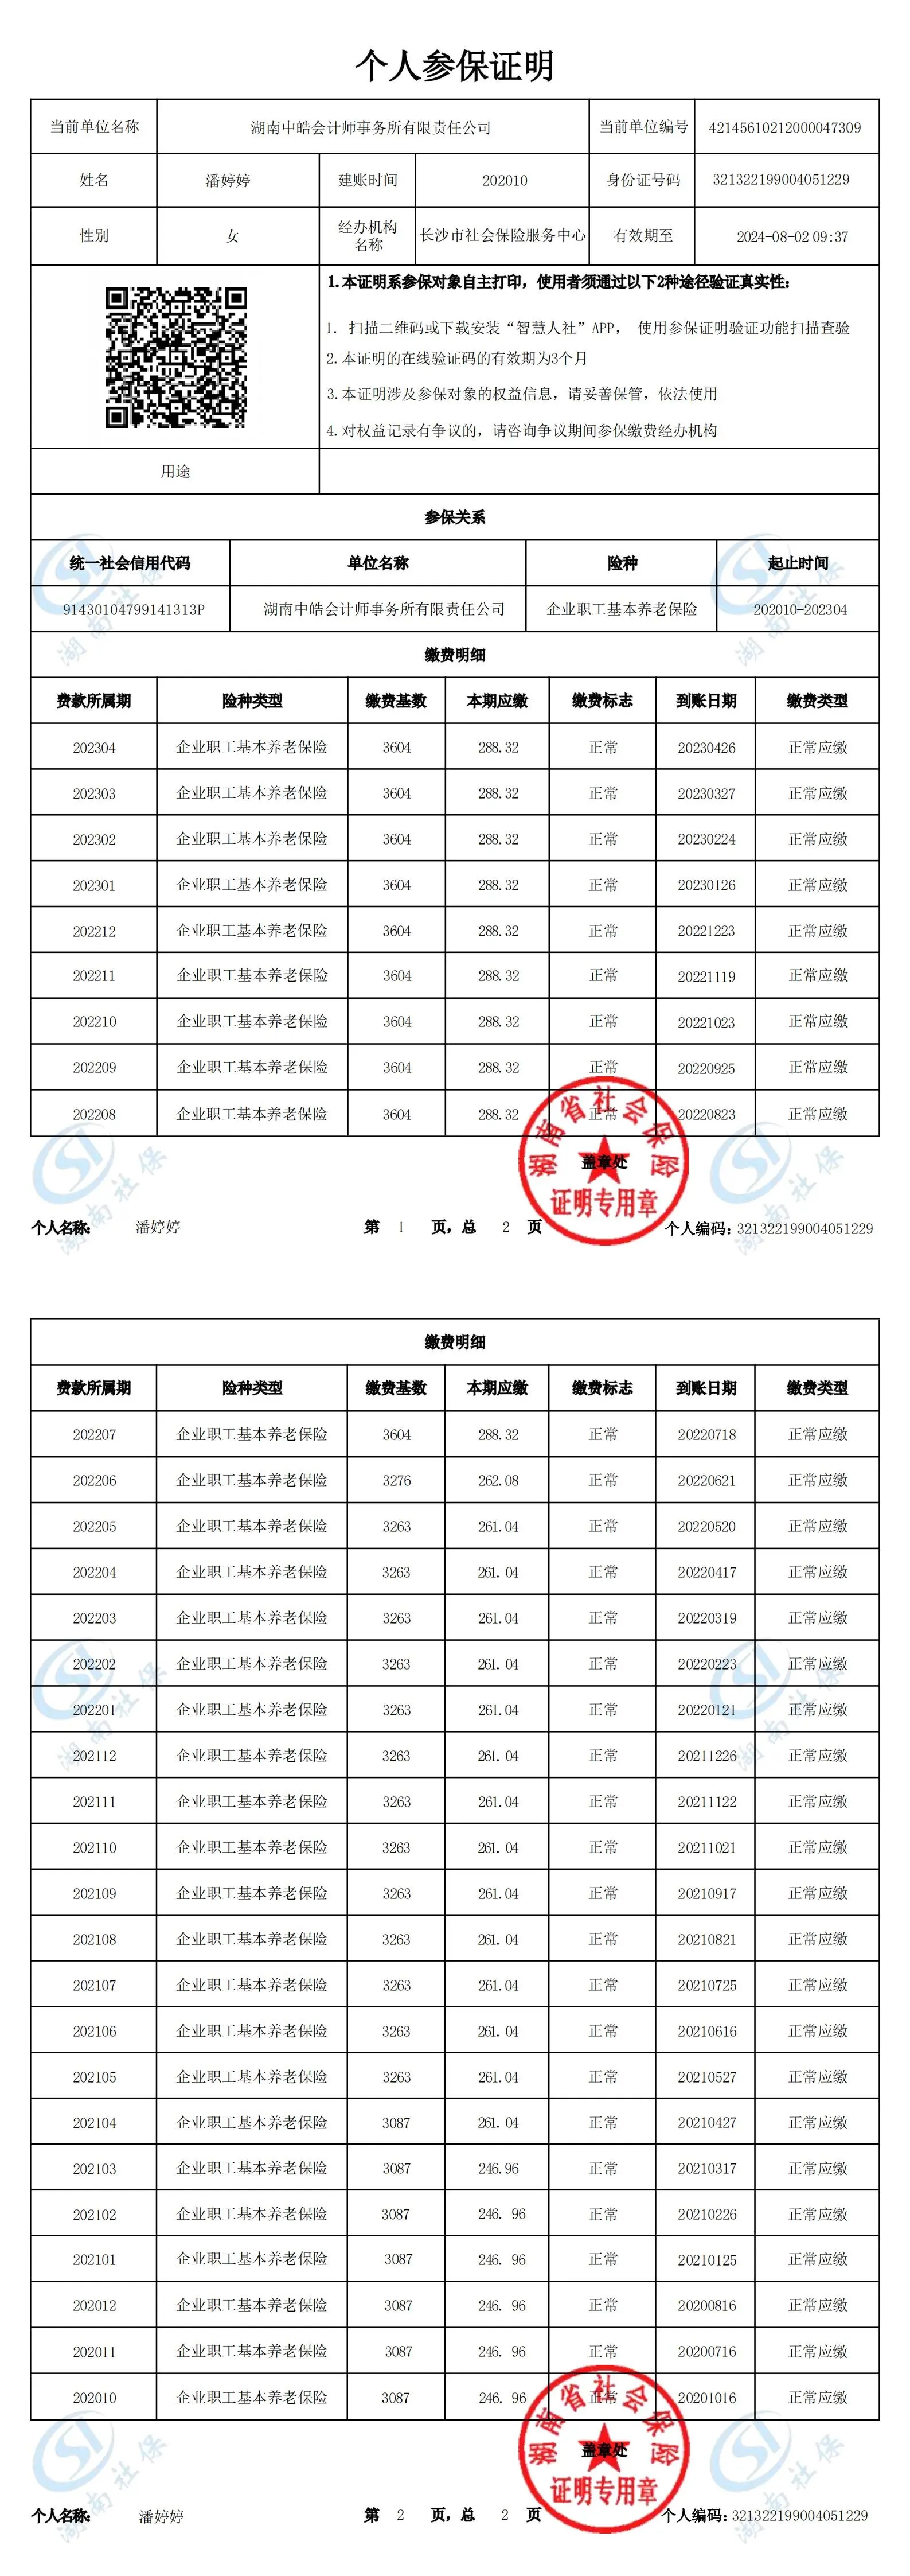 个人参保证明
当前单位名称 湖南中皓会计师事务所有限责任公司 当前单位编号 42145610212000047309
姓名 潘婷婷 建账时间 202010 身份证号码 321322199004051229
性别 女 经办机构名称 长沙市社会保险服务中心 有效期至 2024-08-02 09:37
1.本证明系参保对象自主打印，使用者须通过以下2种途径验证真实性：
1. 扫描二维码或下载安装“智慧人社”APP， 使用参保证明验证功能扫描查验
2.本证明的在线验证码的有效期为3个月
3.本证明涉及参保对象的权益信息，请妥善保管，依法使用
4.对权益记录有争议的，请咨询争议期间参保缴费经办机构
用途
参保关系
统一社会信用代码 单位名称 险种 起止时间
91430104799141313P 湖南中皓会计师事务所有限责任公司 企业职工基本养老保险 202010-202304
缴费明细
费款所属期 险种类型 缴费基数 本期应缴 缴费标志 到账日期 缴费类型
202304 企业职工基本养老保险 3604 288.32 正常 20230426 正常应缴
202303 企业职工基本养老保险 3604 288.32 正常 20230327 正常应缴
202302 企业职工基本养老保险 3604 288.32 正常 20230224 正常应缴
202301 企业职工基本养老保险 3604 288.32 正常 20230126 正常应缴
202212 企业职工基本养老保险 3604 288.32 正常 20221223 正常应缴
202211 企业职工基本养老保险 3604 288.32 正常 20221119 正常应缴
202210 企业职工基本养老保险 3604 288.32 正常 20221023 正常应缴
202209 企业职工基本养老保险 3604 288.32 正常 20220925 正常应缴
202208 企业职工基本养老保险 3604 288.32 正常 20220823 正常应缴
湖南省社会保险
盖章处
证明专用章
个人名称： 潘婷婷 第 1 页，总 2 页 个人编码：321322199004051229
缴费明细
费款所属期 险种类型 缴费基数 本期应缴 缴费标志 到账日期 缴费类型
202207 企业职工基本养老保险 3604 288.32 正常 20220718 正常应缴
202206 企业职工基本养老保险 3276 262.08 正常 20220621 正常应缴
202205 企业职工基本养老保险 3263 261.04 正常 20220520 正常应缴
202204 企业职工基本养老保险 3263 261.04 正常 20220417 正常应缴
202203 企业职工基本养老保险 3263 261.04 正常 20220319 正常应缴
202202 企业职工基本养老保险 3263 261.04 正常 20220223 正常应缴
202201 企业职工基本养老保险 3263 261.04 正常 20220121 正常应缴
202112 企业职工基本养老保险 3263 261.04 正常 20211226 正常应缴
202111 企业职工基本养老保险 3263 261.04 正常 20211122 正常应缴
202110 企业职工基本养老保险 3263 261.04 正常 20211021 正常应缴
202109 企业职工基本养老保险 3263 261.04 正常 20210917 正常应缴
202108 企业职工基本养老保险 3263 261.04 正常 20210821 正常应缴
202107 企业职工基本养老保险 3263 261.04 正常 20210725 正常应缴
202106 企业职工基本养老保险 3263 261.04 正常 20210616 正常应缴
202105 企业职工基本养老保险 3263 261.04 正常 20210527 正常应缴
202104 企业职工基本养老保险 3087 261.04 正常 20210427 正常应缴
202103 企业职工基本养老保险 3087 246.96 正常 20210317 正常应缴
202102 企业职工基本养老保险 3087 246.96 正常 20210226 正常应缴
202101 企业职工基本养老保险 3087 246.96 正常 20210125 正常应缴
202012 企业职工基本养老保险 3087 246.96 正常 20200816 正常应缴
202011 企业职工基本养老保险 3087 246.96 正常 20200716 正常应缴
202010 企业职工基本养老保险 3087 246.96 正常 20201016 正常应缴
湖南省社会保险
盖章处
证明专用章
个人名称： 潘婷婷 第 2 页，总 2 页 个人编码：321322199004051229
湖南社保
湖南社保
湖南社保
湖南社保
湖南社保
湖南社保
湖南社保
湖南社保